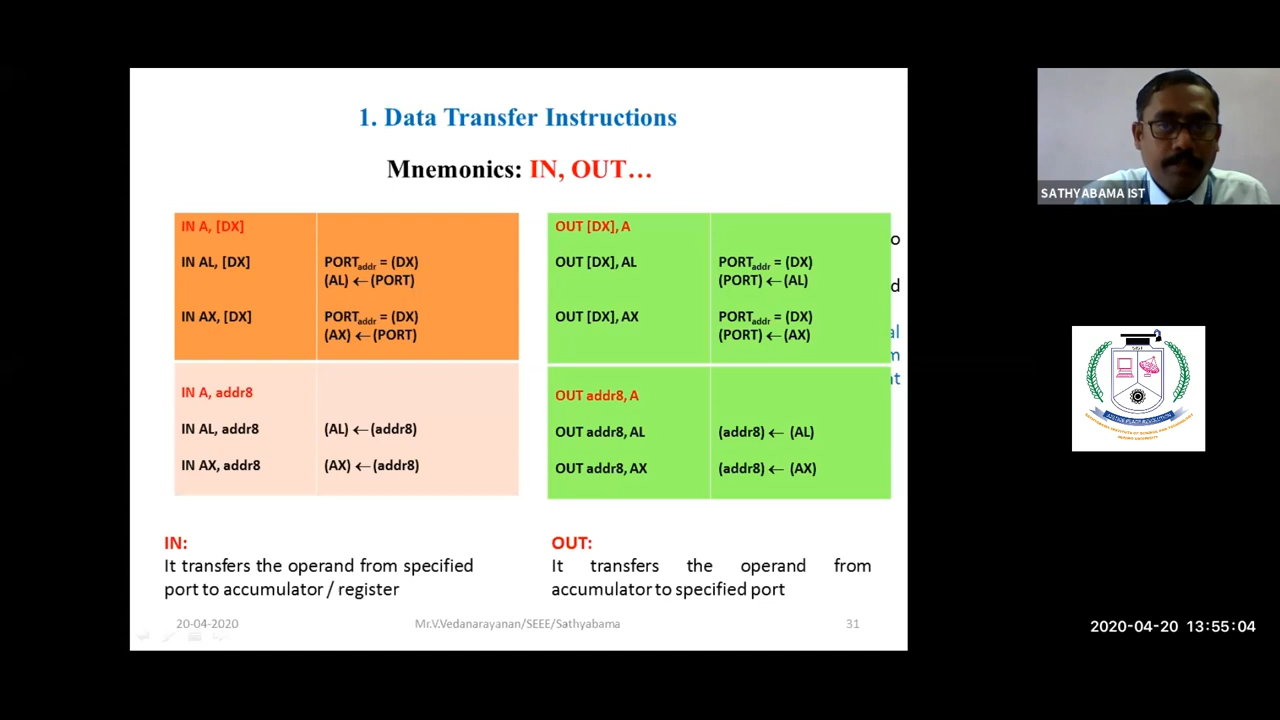 1. Data Transfer Instructions
Mnemonics: IN, OUT…
IN A, [DX]
IN AL, [DX]
PORTaddr = (DX)
(AL) ← (PORT)
IN AX, [DX]
PORTaddr = (DX)
(AX) ← (PORT)
IN A, addr8
IN AL, addr8
(AL) ← (addr8)
IN AX, addr8
(AX) ← (addr8)
OUT [DX], A
OUT [DX], AL
PORTaddr = (DX)
(PORT) ← (AL)
OUT [DX], AX
PORTaddr = (DX)
(PORT) ← (AX)
OUT addr8, A
OUT addr8, AL
(addr8) ← (AL)
OUT addr8, AX
(addr8) ← (AX)
o
d
al
m
nt
IN:
It transfers the operand from specified
port to accumulator / register
OUT:
It transfers the operand from
accumulator to specified port
20-04-2020
Mr.V.Vedanarayanan/SEEE/Sathyabama
31
SATHYABAMA IST
2020-04-20 13:55:04